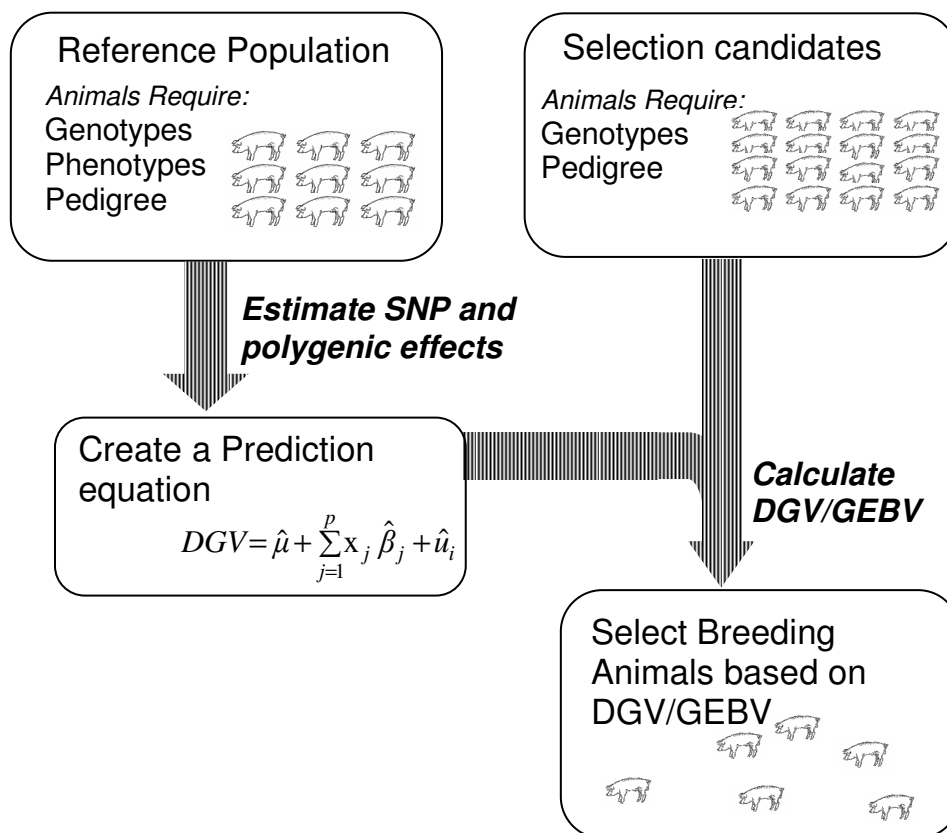 Reference Population
Animals Require:
Genotypes
Phenotypes
Pedigree
Selection candidates
Animals Require:
Genotypes
Pedigree
Estimate SNP and
polygenic effects
Create a Prediction
equation
DGV = μ̂ + ∑_{j=1}^{p} x_j β̂_j + û_i
Calculate
DGV/GEBV
Select Breeding
Animals based on
DGV/GEBV